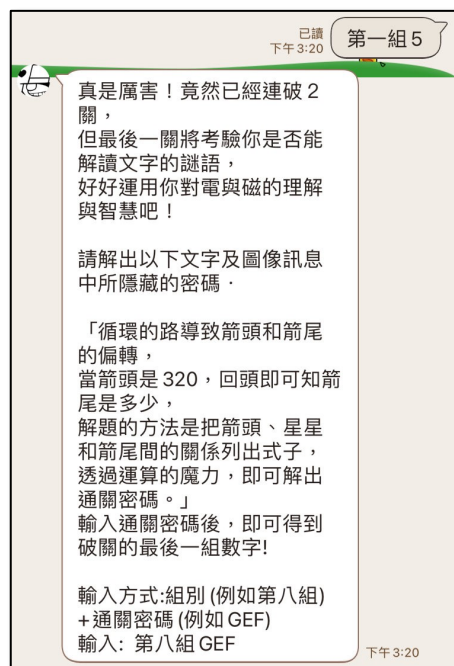 已讀
下午 3:20
第一組 5
真是厲害！竟然已經連破 2
關，
但最後一關將考驗你是否能
解讀文字的謎語，
好好運用你對電與磁的理解
與智慧吧！
請解出以下文字及圖像訊息
中所隱藏的密碼．
「循環的路導致箭頭和箭尾
的偏轉，
當箭頭是 320，回頭即可知箭
尾是多少，
解題的方法是把箭頭、星星
和箭尾間的關係列出式子，
透過運算的魔力，即可解出
通關密碼。」
輸入通關密碼後，即可得到
破關的最後一組數字!
輸入方式:組別 (例如第八組)
+通關密碼 (例如 GEF)
輸入: 第八組 GEF
下午 3:20